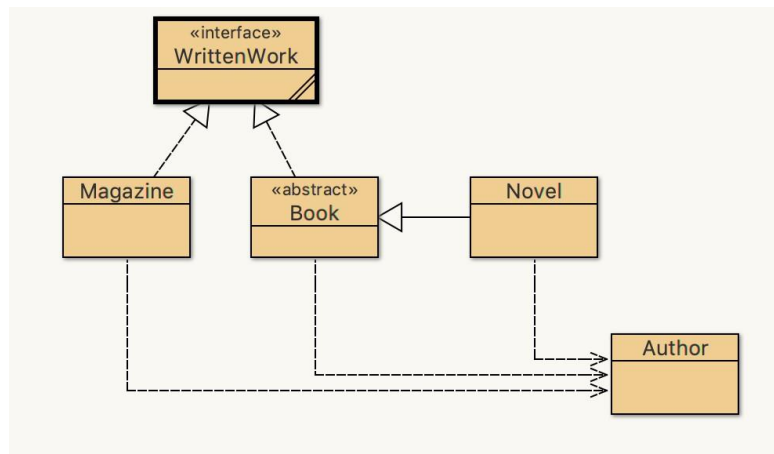 «interface»
WrittenWork
Magazine
«abstract»
Book
Novel
Author